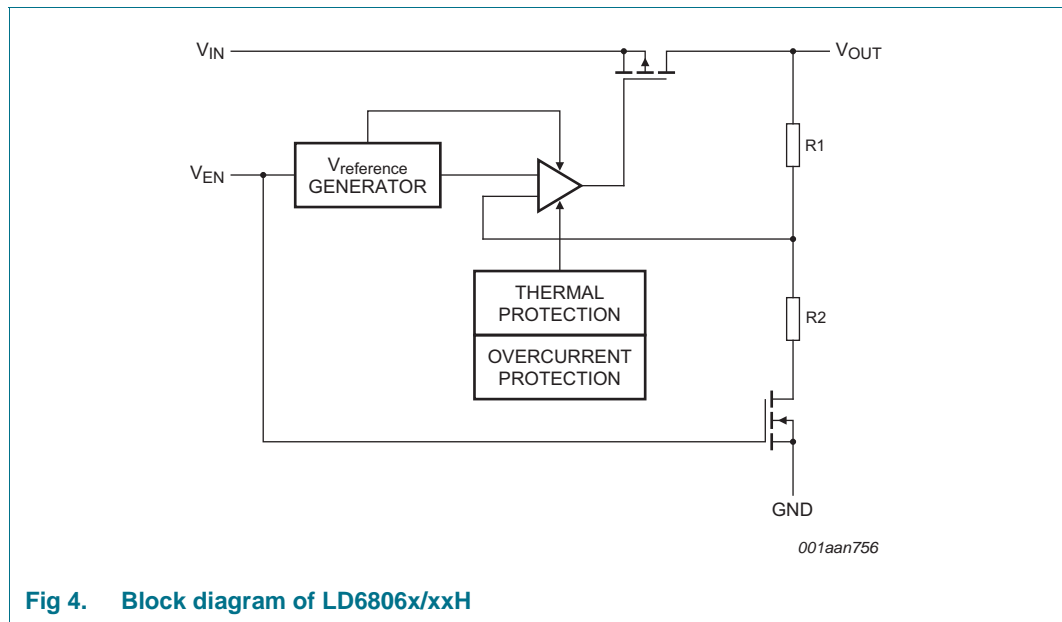 VIN
VOUT
R1
VEN
Vreference
GENERATOR
THERMAL
PROTECTION
R2
OVERCURRENT
PROTECTION
GND
001aan756
Fig 4. Block diagram of LD6806x/xxH